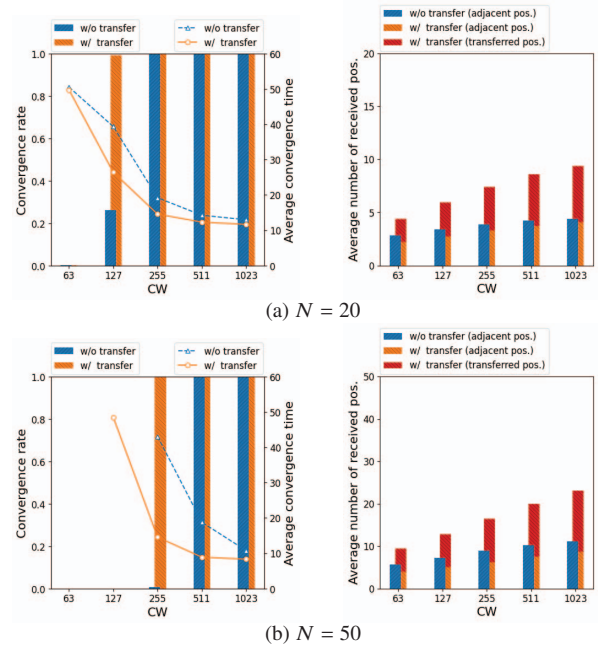 w/o transfer
w/ transfer
w/o transfer
w/ transfer
1.0
0.8
0.6
0.4
0.2
0.0
Convergence rate
60
50
40
30
20
10
0
Average convergence time
63 127 255 511 1023
CW
w/o transfer (adjacent pos.)
w/ transfer (adjacent pos.)
w/ transfer (transferred pos.)
20
15
10
5
0
Average number of received pos.
63 127 255 511 1023
CW
(a) N = 20
w/o transfer
w/ transfer
w/o transfer
w/ transfer
1.0
0.8
0.6
0.4
0.2
0.0
Convergence rate
60
50
40
30
20
10
0
Average convergence time
63 127 255 511 1023
CW
w/o transfer (adjacent pos.)
w/ transfer (adjacent pos.)
w/ transfer (transferred pos.)
50
40
30
20
10
0
Average number of received pos.
63 127 255 511 1023
CW
(b) N = 50